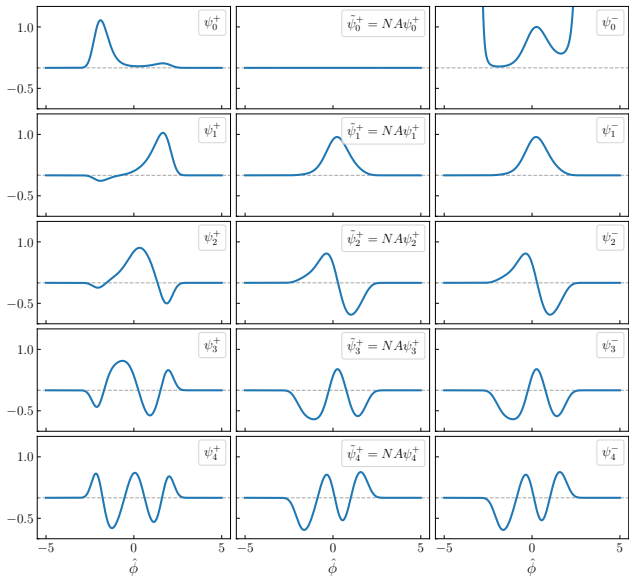 1.0
−0.5
ψ₀⁺
ψ̃₀⁺ = NAψ₀⁺
ψ₀⁻
1.0
−0.5
ψ₁⁺
ψ̃₁⁺ = NAψ₁⁺
ψ₁⁻
1.0
−0.5
ψ₂⁺
ψ̃₂⁺ = NAψ₂⁺
ψ₂⁻
1.0
−0.5
ψ₃⁺
ψ̃₃⁺ = NAψ₃⁺
ψ₃⁻
1.0
−0.5
ψ₄⁺
ψ̃₄⁺ = NAψ₄⁺
ψ₄⁻
−5 0 5
−5 0 5
−5 0 5
ϕ̂
ϕ̂
ϕ̂